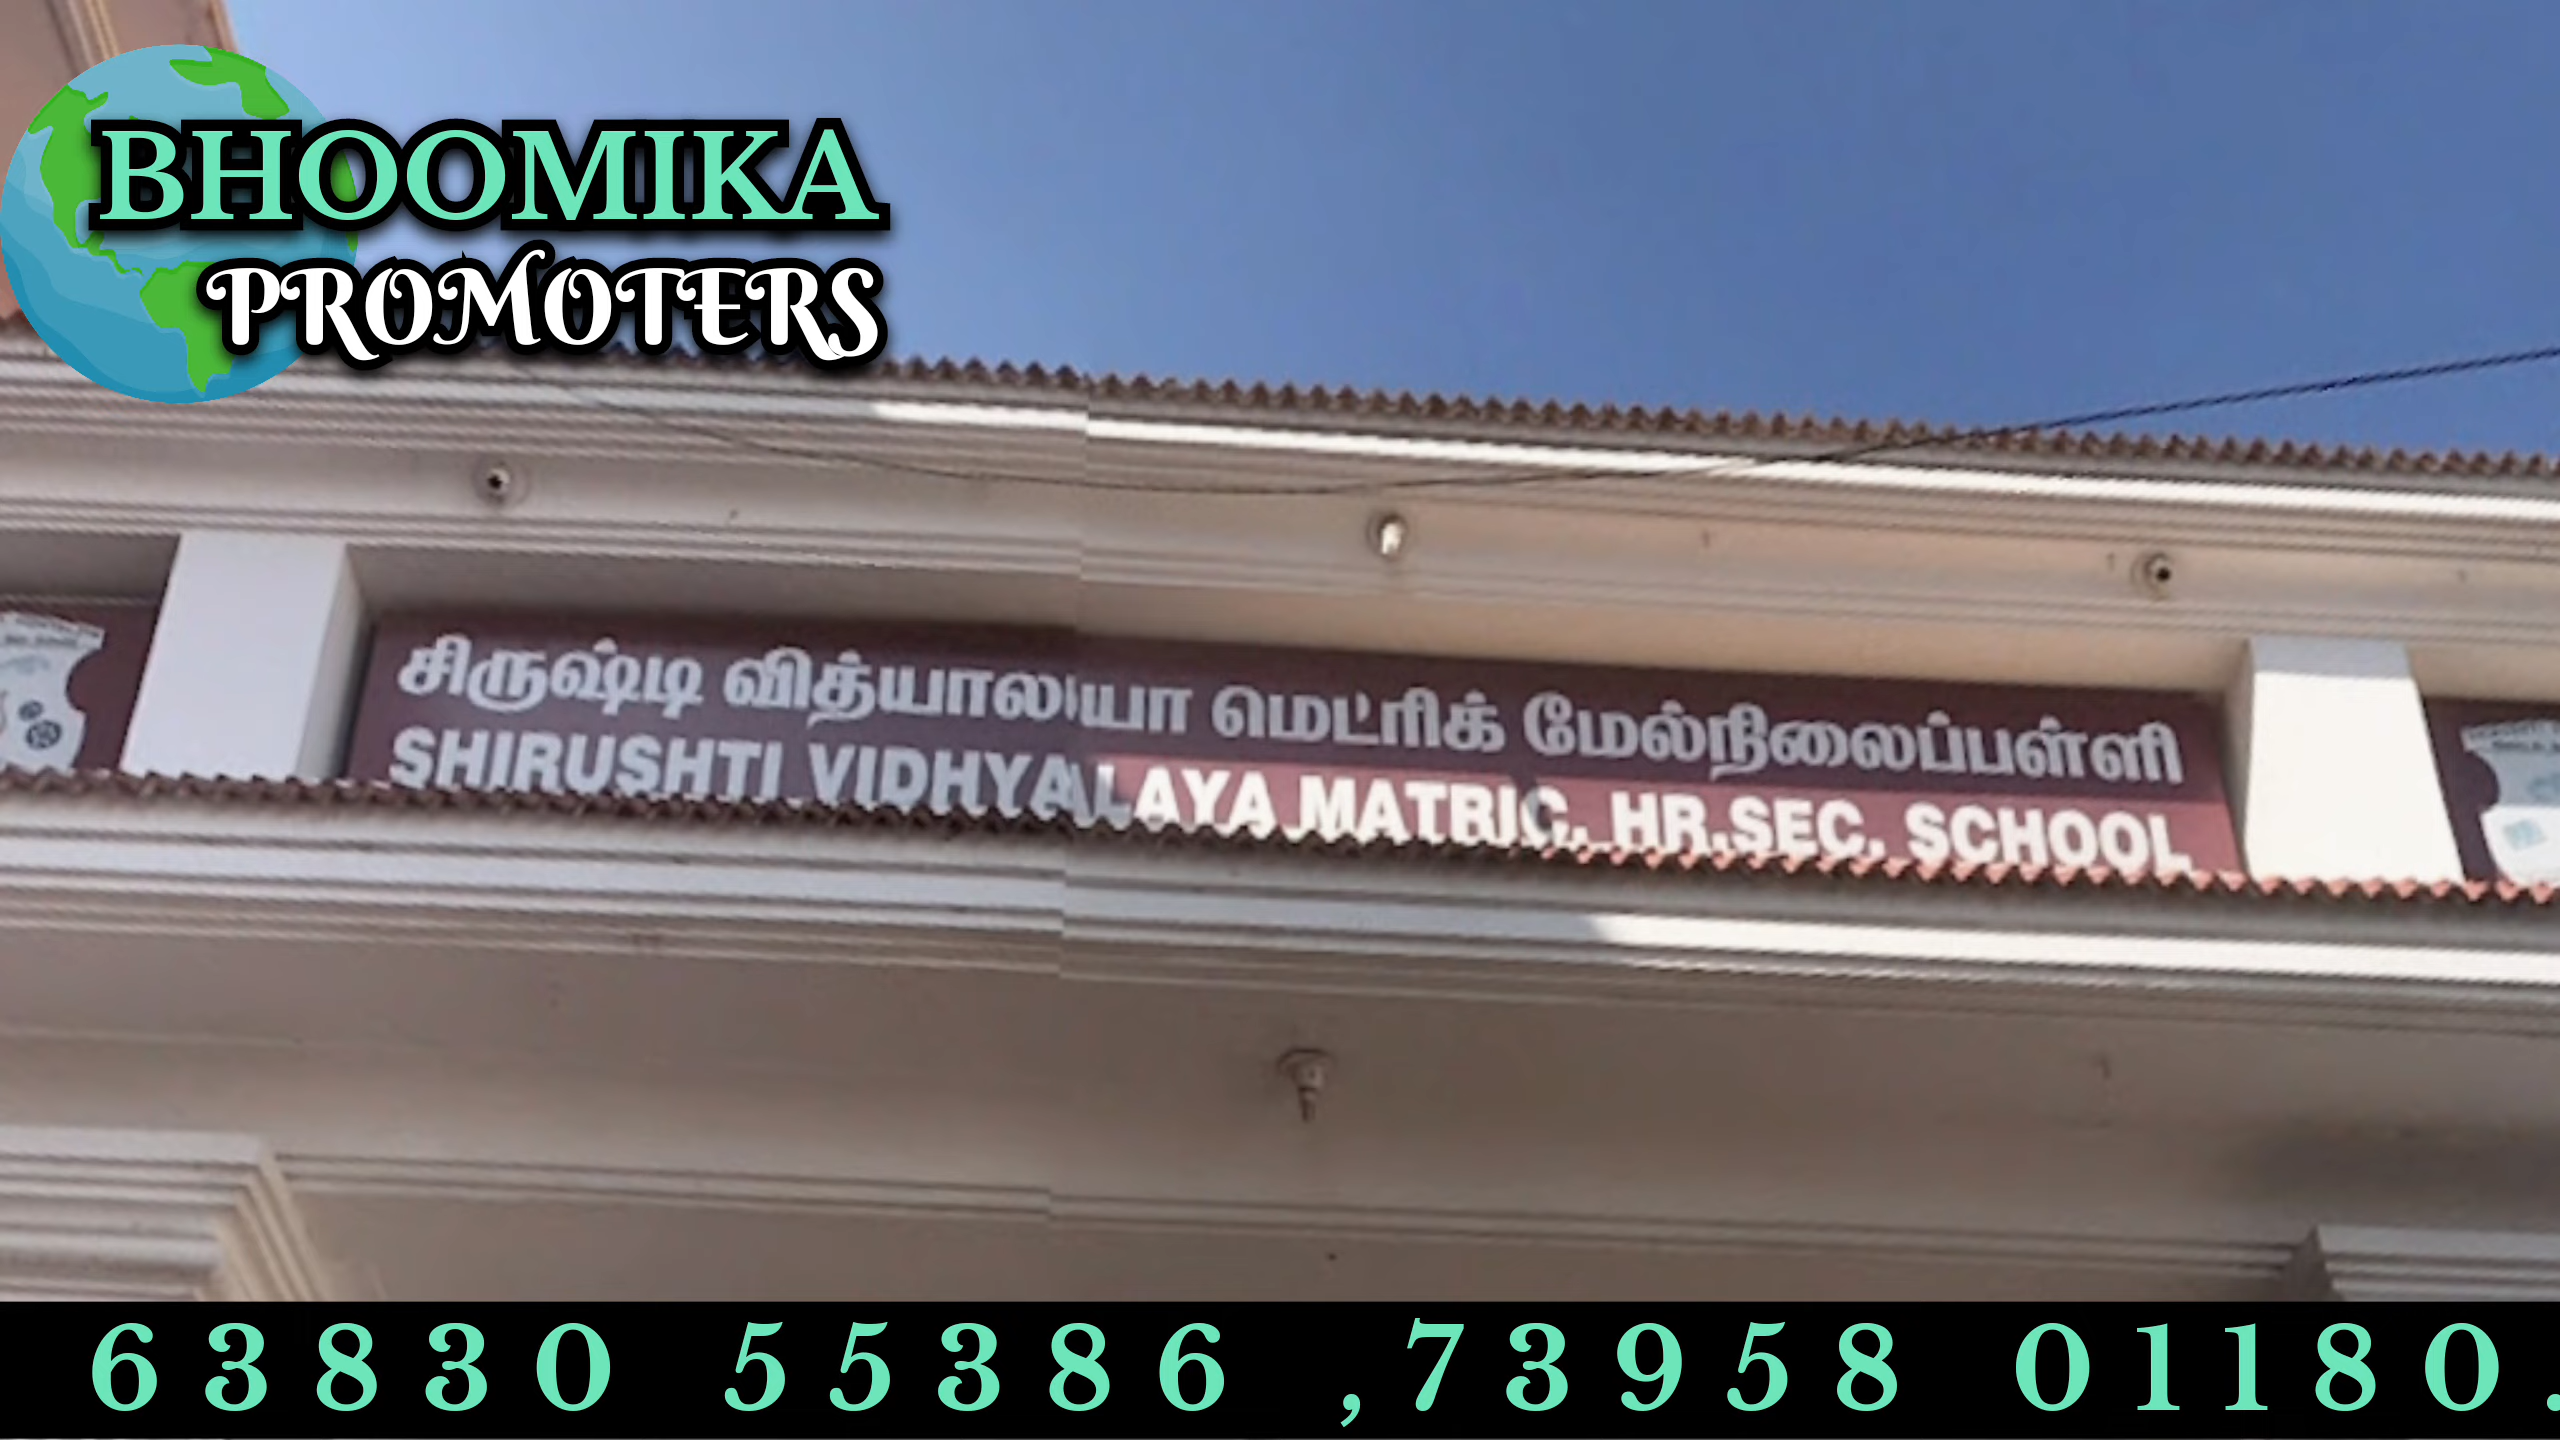 BHOOMIKA
PROMOTERS
சிருஷ்டி வித்யாலயா மெட்ரிக் மேல்நிலைப்பள்ளி
SHIRUSHTI VIDHYALAYA MATRIC. HR.SEC. SCHOOL
63830 55386 ,73958 01180.